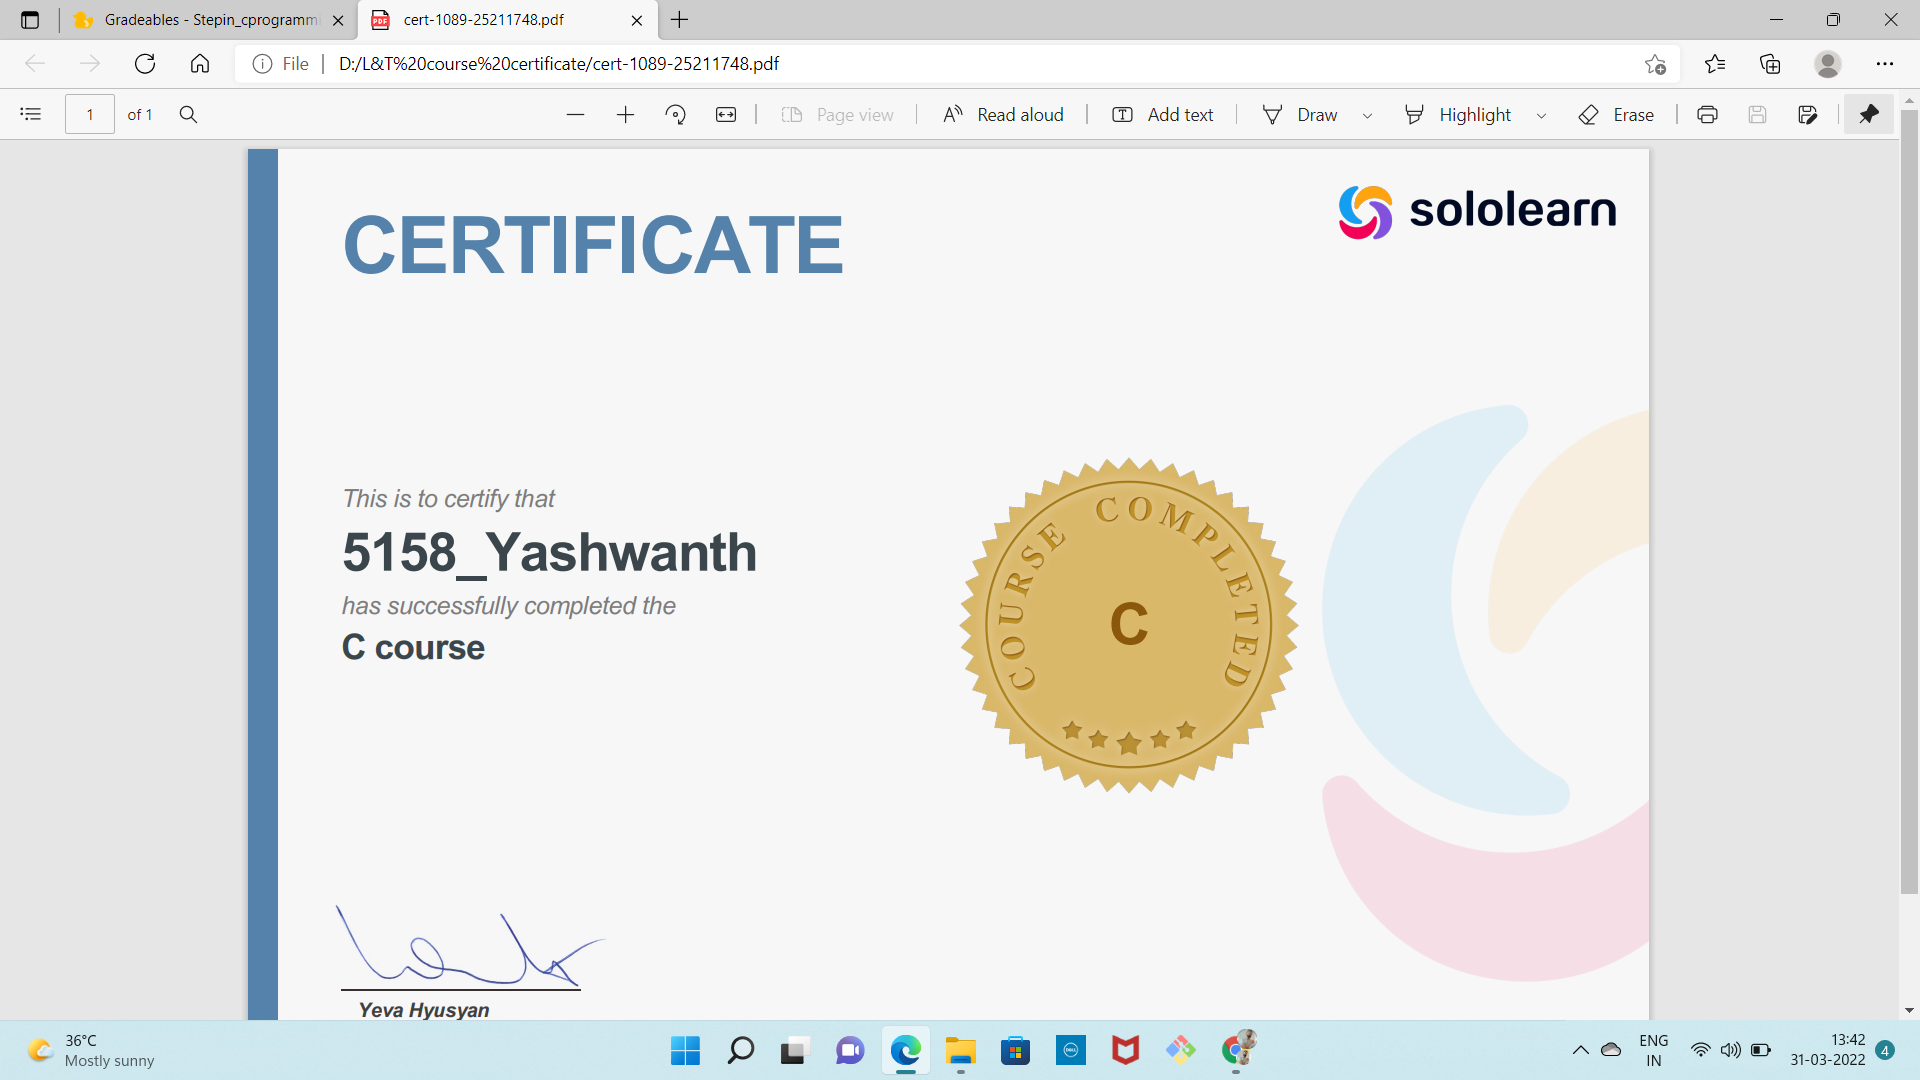 Gradeables - Stepin_cprogrammi
cert-1089-25211748.pdf
File
D:/L&T%20course%20certificate/cert-1089-25211748.pdf
1 of 1
Page view
Read aloud
Add text
Draw
Highlight
Erase
CERTIFICATE
sololearn
This is to certify that
5158_Yashwanth
has successfully completed the
C course
COURSE COMPLETED
C
Yeva Hyusyan
36°C
Mostly sunny
ENG
IN
13:42
31-03-2022
4